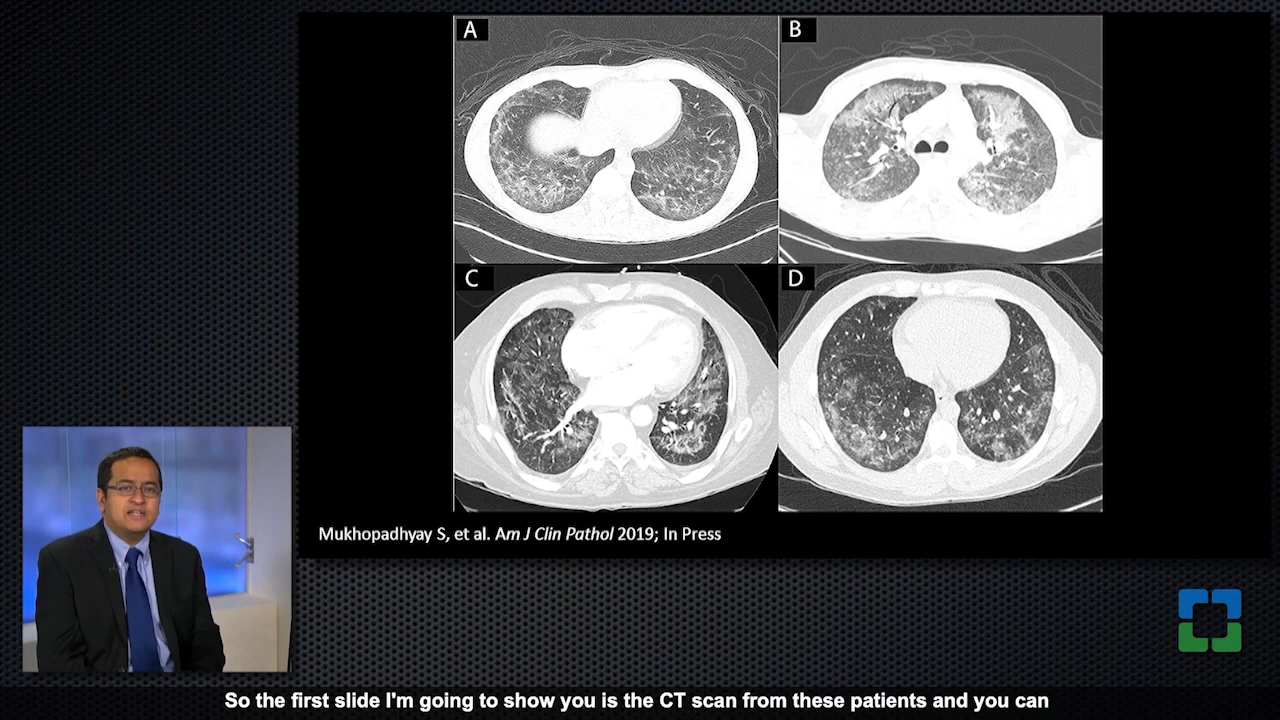 A
B
C
D
Mukhopadhyay S, et al. Am J Clin Pathol 2019; In Press
So the first slide I'm going to show you is the CT scan from these patients and you can